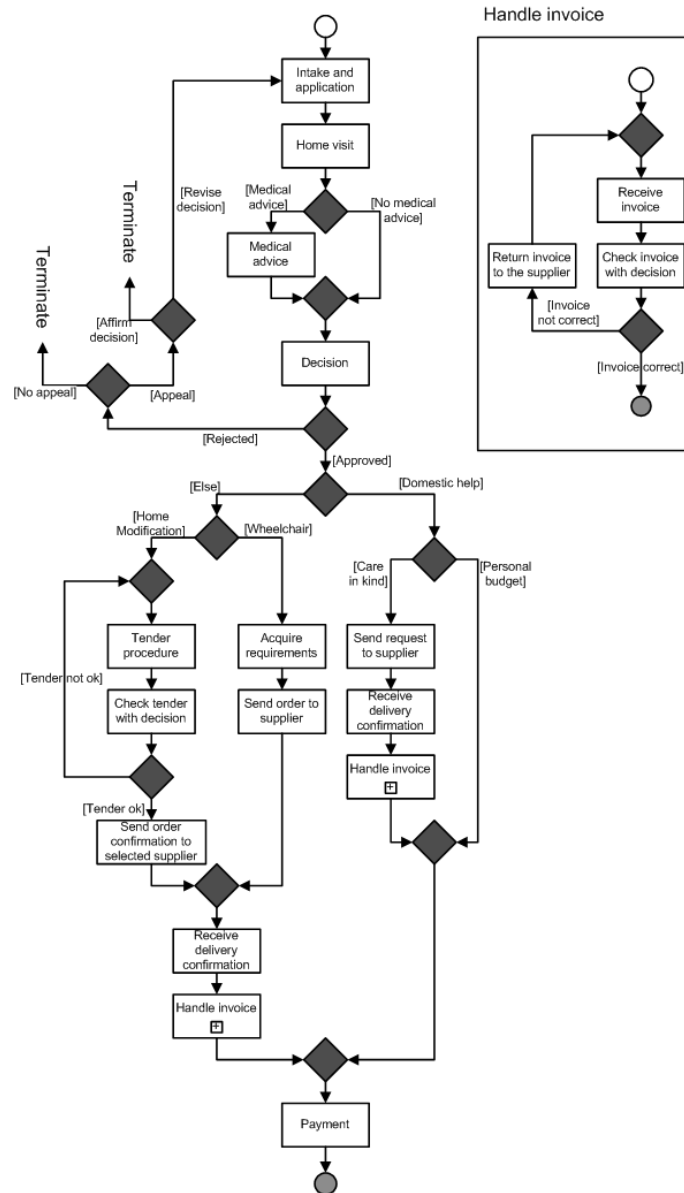 Handle invoice
Intake and
application
Home visit
[Revise
decision]
[Medical
advice]
[No medical
advice]
Medical
advice
Terminate
Terminate
[Affirm
decision]
Decision
[No appeal]
[Appeal]
[Rejected]
[Approved]
Receive
invoice
Return invoice
to the supplier
Check invoice
with decision
[Invoice
not correct]
[Invoice correct]
[Else]
[Domestic help]
[Home
Modification]
[Wheelchair]
[Care
in kind]
[Personal
budget]
Tender
procedure
Acquire
requirements
Send request
to supplier
[Tender not ok]
Check tender
with decision
Send order to
supplier
Receive
delivery
confirmation
Handle invoice
[Tender ok]
Send order
confirmation to
selected supplier
Receive
delivery
confirmation
Handle invoice
Payment